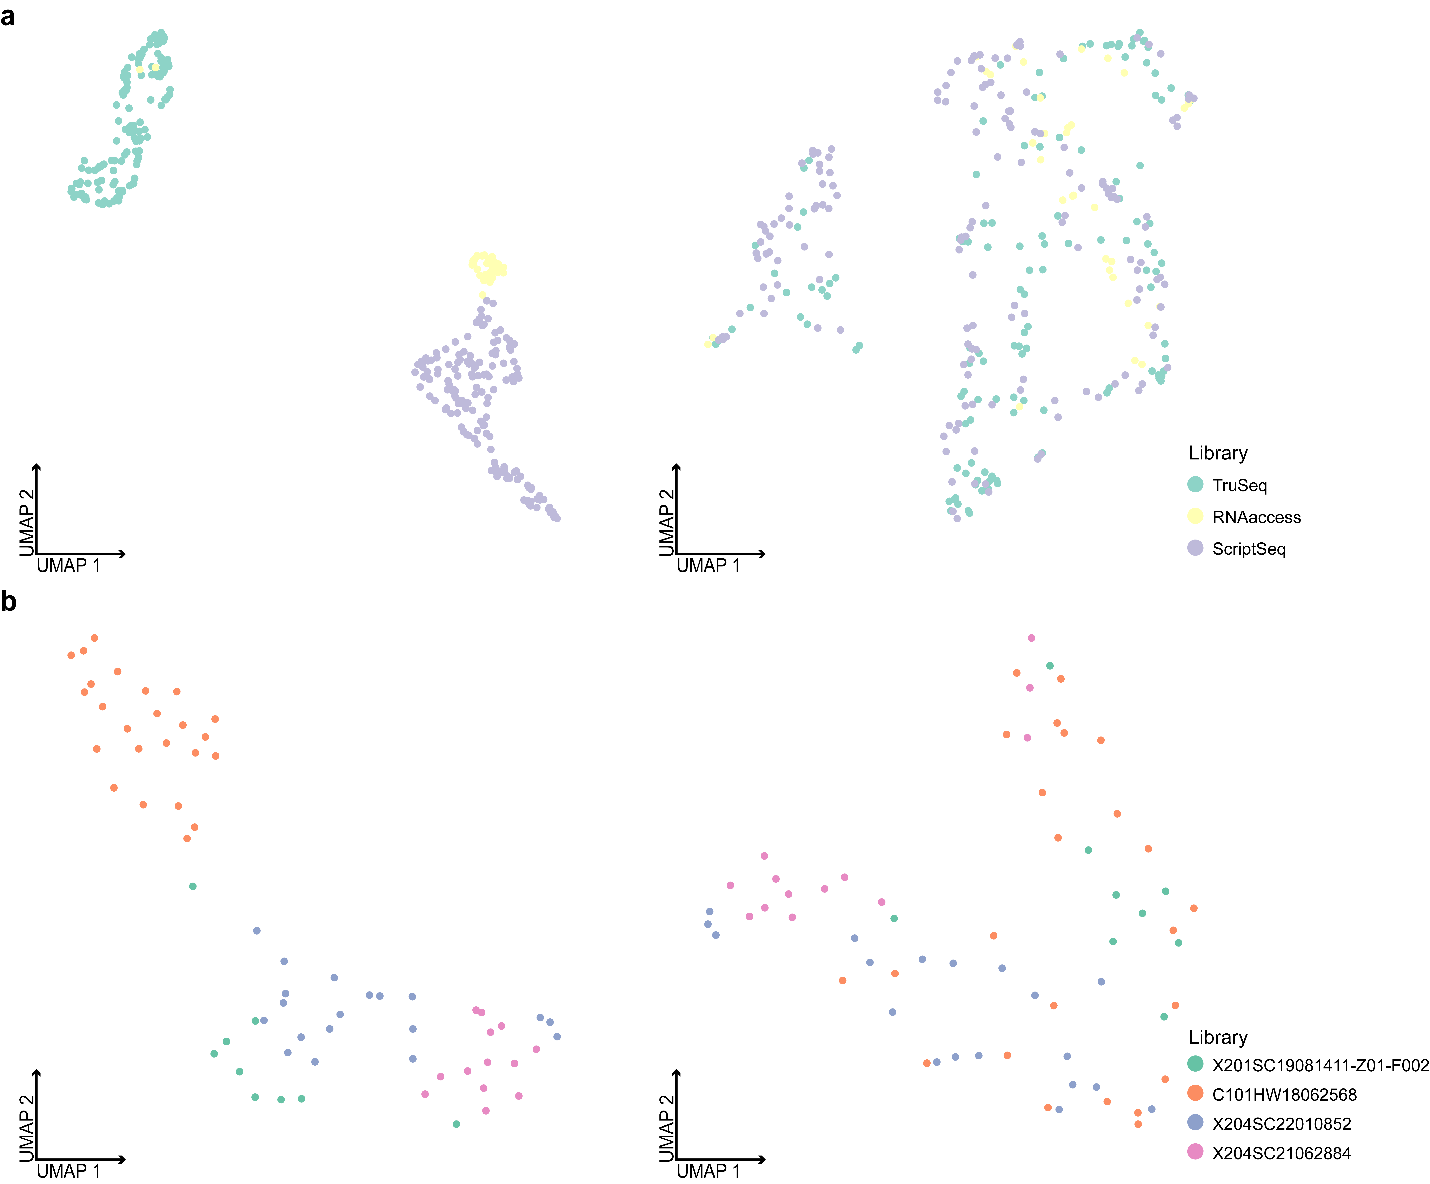 a
UMAP 2
UMAP 1
UMAP 2
UMAP 1
Library
TruSeq
RNAaccess
ScriptSeq
b
UMAP 2
UMAP 1
UMAP 2
UMAP 1
Library
X201SC19081411-Z01-F002
C101HW18062568
X204SC22010852
X204SC21062884